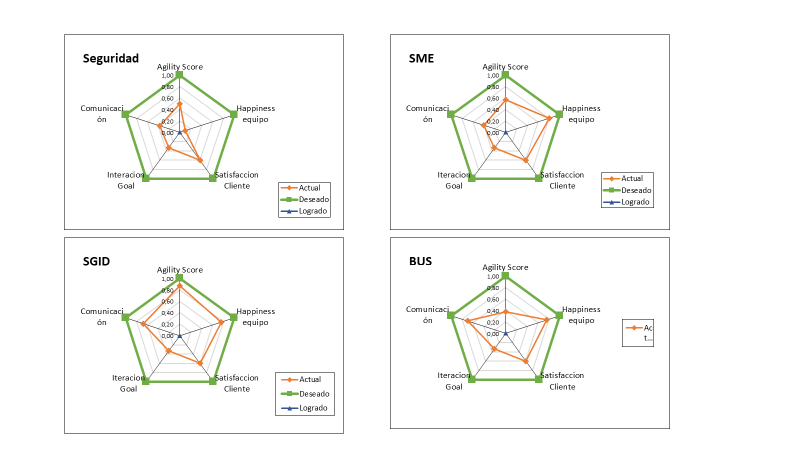 Seguridad
Agility Score
1,00
0,80
0,60
0,40
0,20
0,00
Happiness
equipo
Satisfaccion
Cliente
Interacion
Goal
Comunicaci
ón
Actual
Deseado
Logrado
SME
Agility Score
1,00
0,80
0,60
0,40
0,20
0,00
Happiness
equipo
Satisfaccion
Cliente
Iteracion
Goal
Comunicaci
ón
Actual
Deseado
Logrado
SGID
Agility Score
1,00
0,80
0,60
0,40
0,20
0,00
Happiness
equipo
Satisfaccion
Cliente
Iteracion
Goal
Comunicaci
ón
Actual
Deseado
Logrado
BUS
Agility Score
1,00
0,80
0,60
0,40
0,20
0,00
Happiness
equipo
Satisfaccion
Cliente
Iteracion
Goal
Comunicaci
ón
Ac
t...